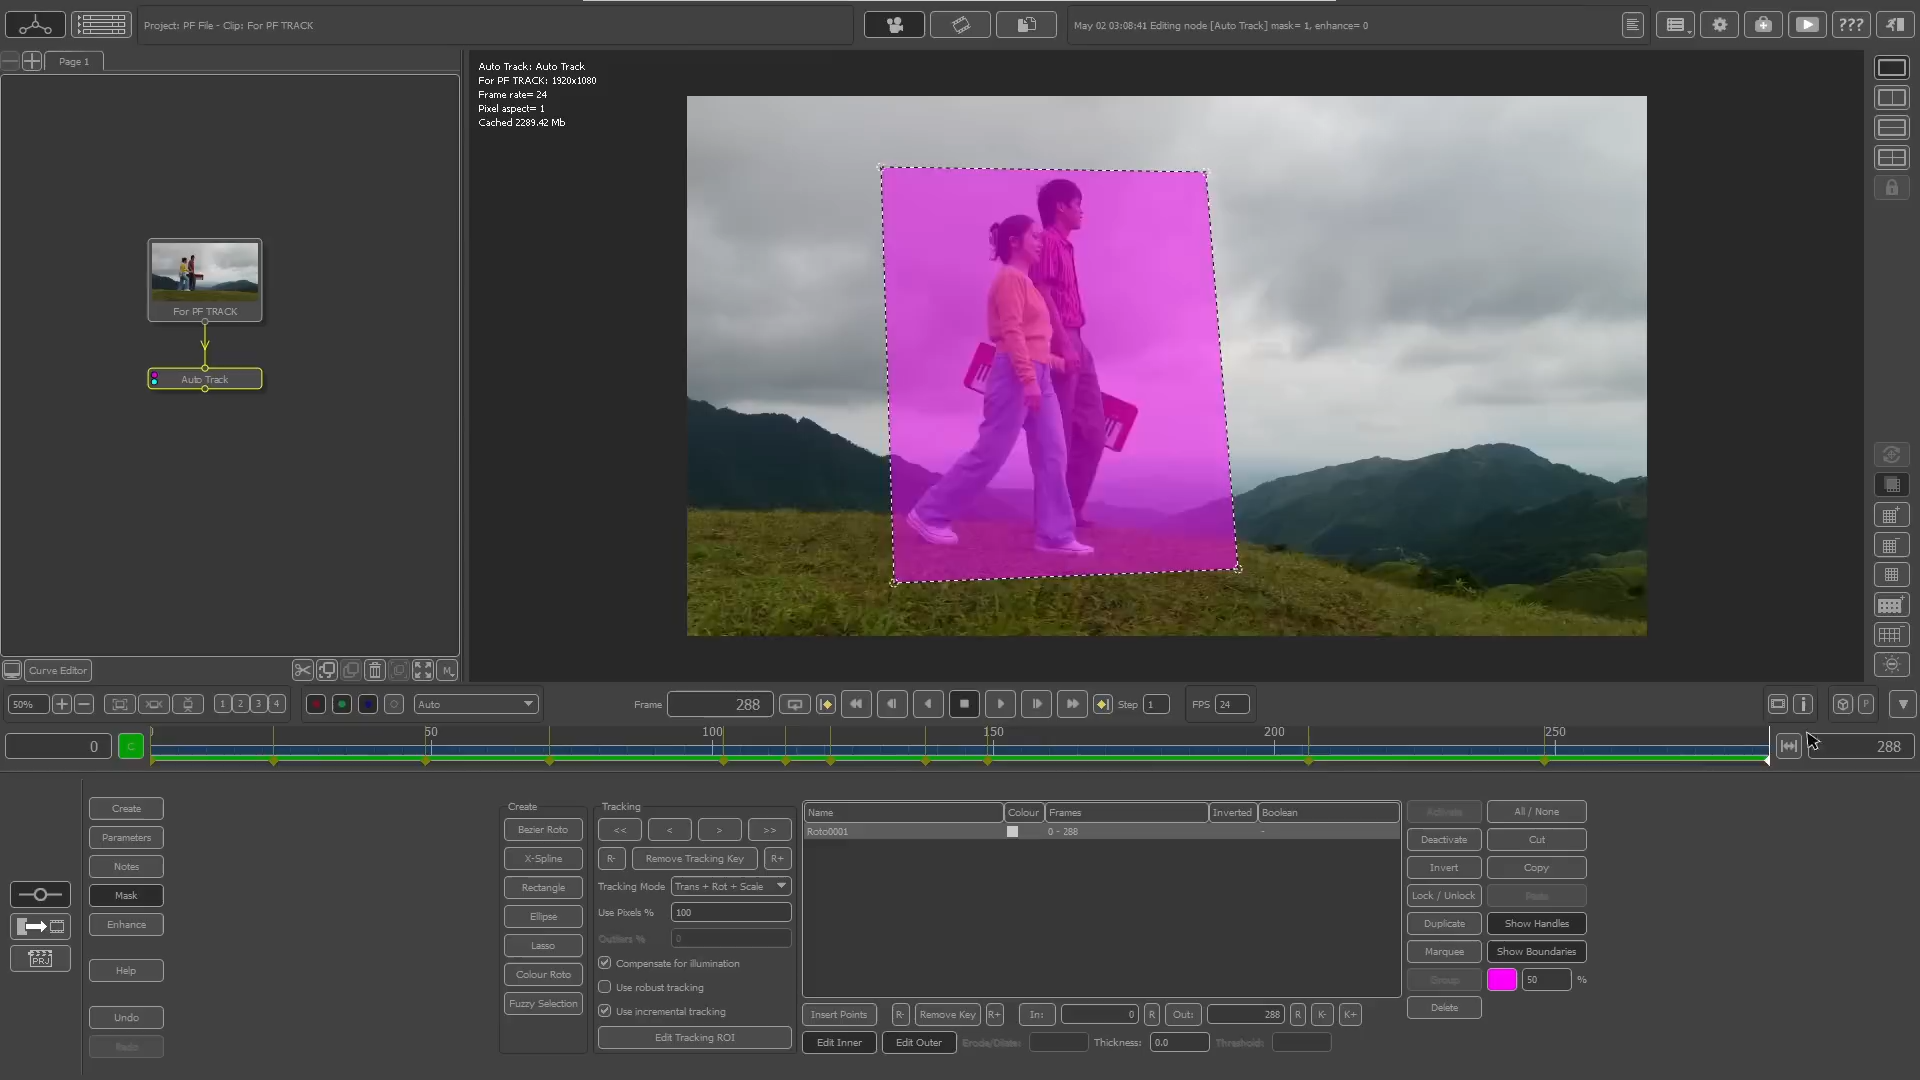 Project: PF File - Clip: For PF TRACK
May 02 03:08:41 Editing node [Auto Track] mask= 1, enhance= 0
???
Page 1
Auto Track: Auto Track
For PF TRACK: 1920x1080
Frame rate= 24
Pixel aspect= 1
Cached 2289.42 Mb
For PF TRACK
Auto Track
Curve Editor
M
50%
1 2 3 4
Auto
Frame 288
Step 1
FPS 24
P
0
C
50 100 150 200 250
288
Create
Parameters
Notes
Mask
Enhance
Help
Undo
Redo
PRJ
Create
Bezier Roto
X-Spline
Rectangle
Ellipse
Lasso
Colour Roto
Fuzzy Selection
Tracking
<< < > >>
R- Remove Tracking Key R+
Tracking Mode Trans + Rot + Scale
Use Pixels % 100
Outliers % 0
Compensate for illumination
Use robust tracking
Use incremental tracking
Edit Tracking ROI
Name Colour Frames Inverted Boolean
Roto0001 0 - 288 -
Insert Points R- Remove Key R+ In: 0 R Out: 288 R K- K+
Edit Inner Edit Outer Erode/Dilate: Thickness: 0.0 Threshold:
Activate All / None
Deactivate Cut
Invert Copy
Lock / Unlock Paste
Duplicate Show Handles
Marquee Show Boundaries
Group 50 %
Delete